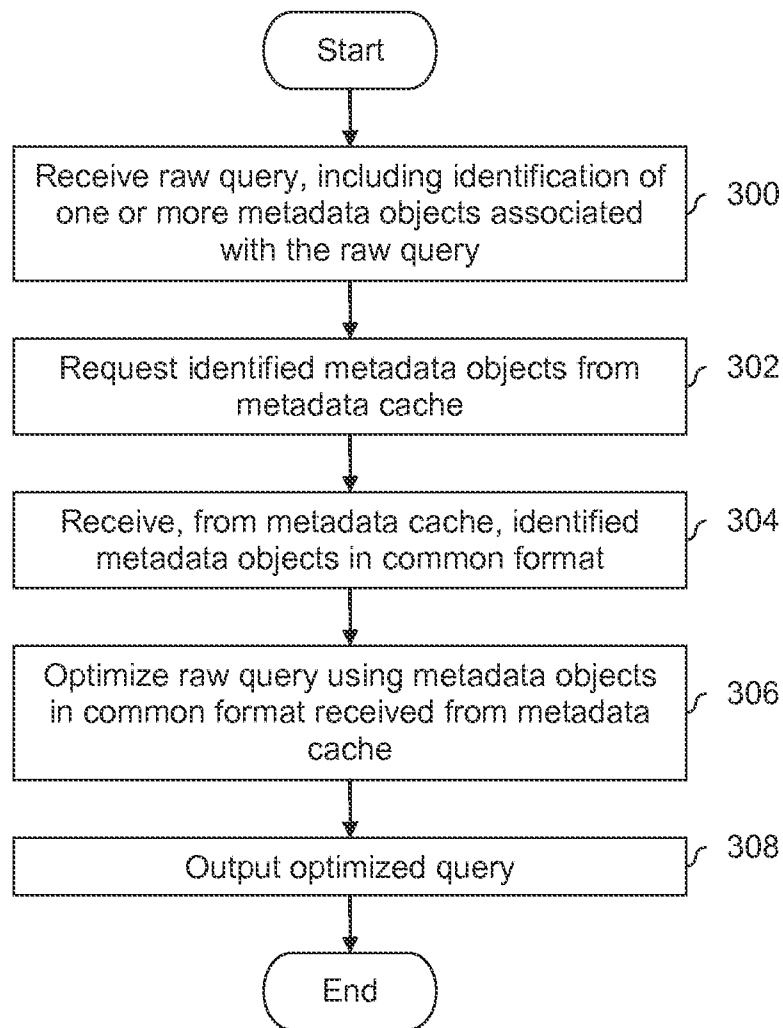 Start
Receive raw query, including identification of
one or more metadata objects associated
with the raw query
300
Request identified metadata objects from
metadata cache
302
Receive, from metadata cache, identified
metadata objects in common format
304
Optimize raw query using metadata objects
in common format received from metadata
cache
306
Output optimized query
308
End